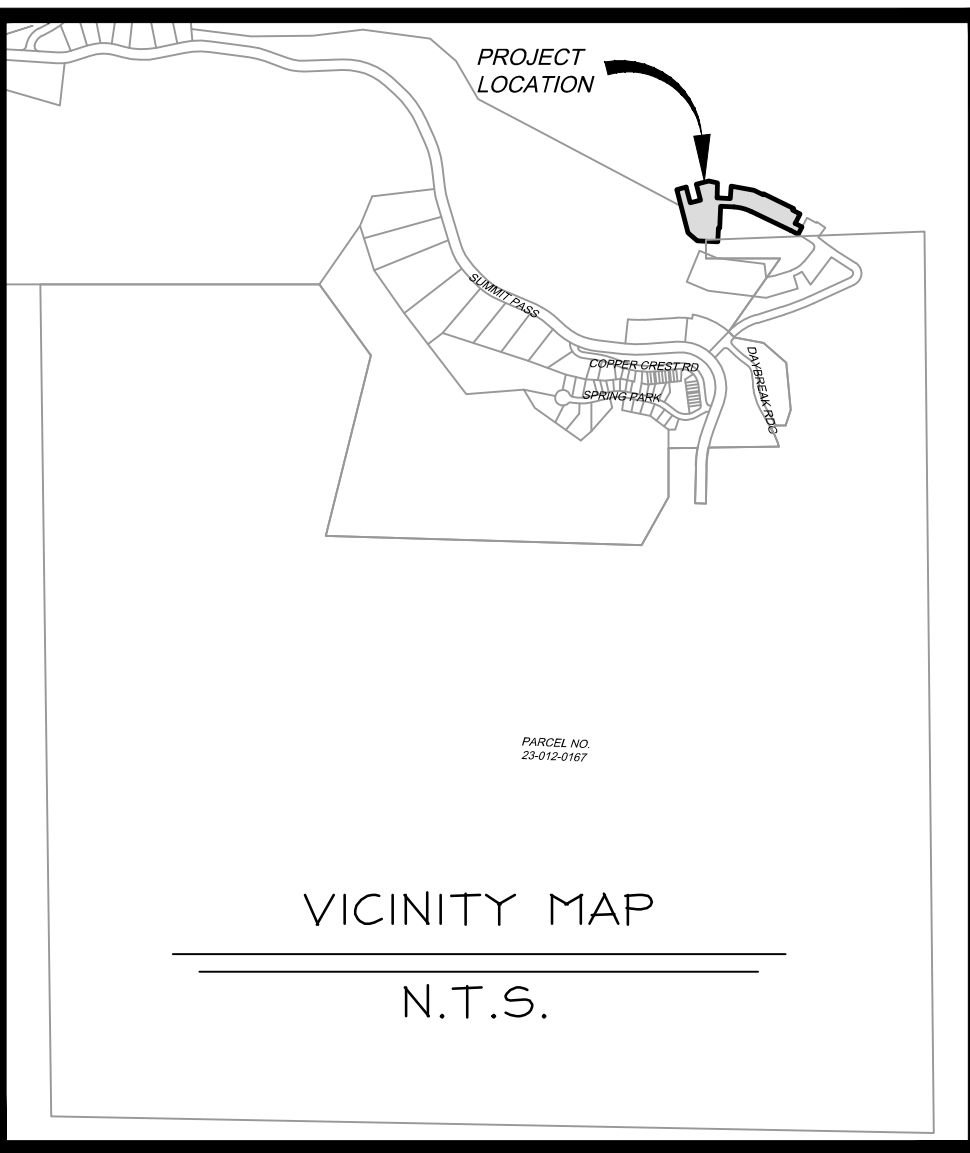 PROJECT
LOCATION
SUMMIT PASS
COPPER CREST RD
DAYBREAK RDG
SPRING PARK
PARCEL NO.
23-012-0167
VICINITY MAP
N.T.S.